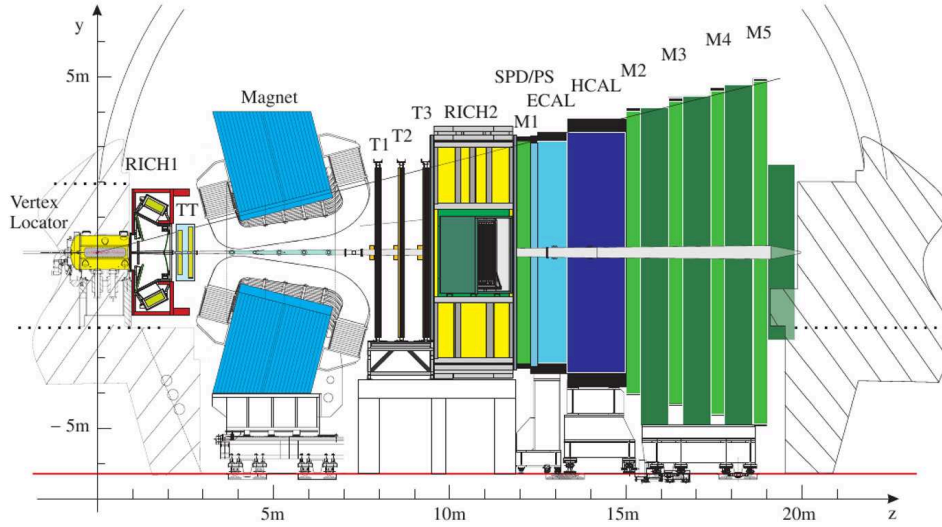 y
5m
Magnet
RICH1
TT
Vertex
Locator
T1
T2
T3
RICH2
M1
SPD/PS
ECAL
HCAL
M2
M3
M4
M5
− 5m
5m
10m
15m
20m
z